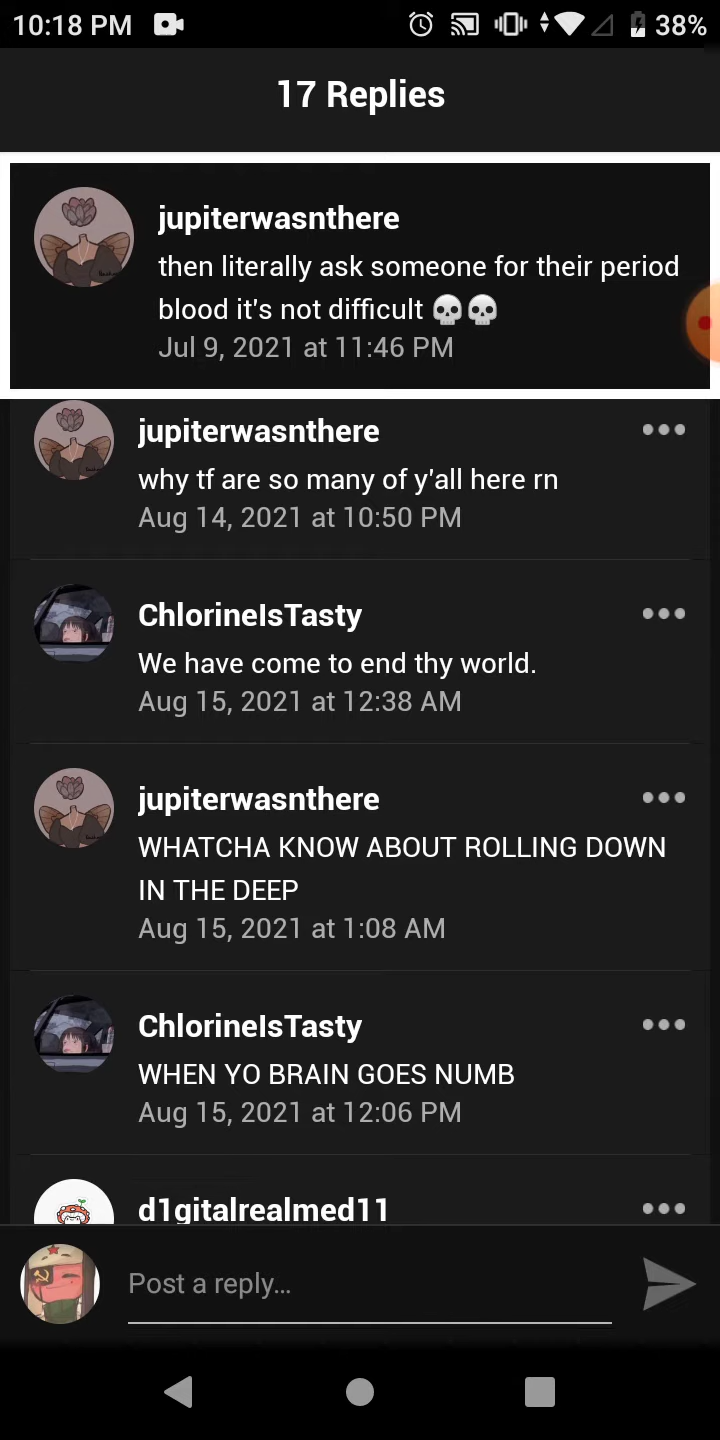 10:18 PM 38%
17 Replies
jupiterwasnthere
then literally ask someone for their period
blood it's not difficult 💀💀
Jul 9, 2021 at 11:46 PM
jupiterwasnthere
why tf are so many of y'all here rn
Aug 14, 2021 at 10:50 PM
ChlorineIsTasty
We have come to end thy world.
Aug 15, 2021 at 12:38 AM
jupiterwasnthere
WHATCHA KNOW ABOUT ROLLING DOWN
IN THE DEEP
Aug 15, 2021 at 1:08 AM
ChlorineIsTasty
WHEN YO BRAIN GOES NUMB
Aug 15, 2021 at 12:06 PM
d1gitalrealmed11
Post a reply...